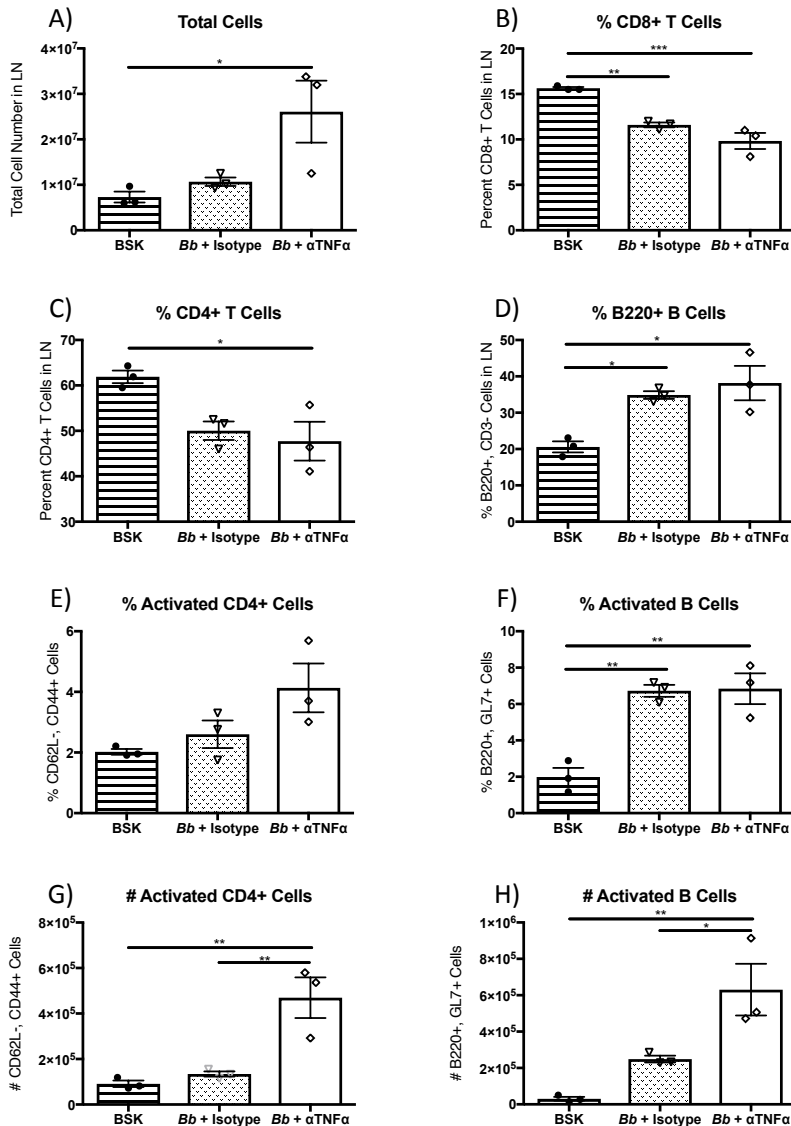 A)
Total Cells
Total Cell Number in LN
4×10⁷
3×10⁷
2×10⁷
1×10⁷
0
*
BSK
Bb + Isotype
Bb + αTNFα
B)
% CD8+ T Cells
Percent CD8+ T Cells in LN
20
15
10
5
0
***
**
BSK
Bb + Isotype
Bb + αTNFα
C)
% CD4+ T Cells
Percent CD4+ T Cells in LN
70
60
50
40
30
*
BSK
Bb + Isotype
Bb + αTNFα
D)
% B220+ B Cells
% B220+, CD3- Cells in LN
50
40
30
20
10
0
*
*
BSK
Bb + Isotype
Bb + αTNFα
E)
% Activated CD4+ Cells
% CD62L-, CD44+ Cells
6
4
2
0
BSK
Bb + Isotype
Bb + αTNFα
F)
% Activated B Cells
% B220+, GL7+ Cells
10
8
6
4
2
0
**
**
BSK
Bb + Isotype
Bb + αTNFα
G)
# Activated CD4+ Cells
# CD62L-, CD44+ Cells
8×10⁵
6×10⁵
4×10⁵
2×10⁵
0
**
**
BSK
Bb + Isotype
Bb + αTNFα
H)
# Activated B Cells
# B220+, GL7+ Cells
1×10⁶
8×10⁵
6×10⁵
4×10⁵
2×10⁵
0
**
*
BSK
Bb + Isotype
Bb + αTNFα